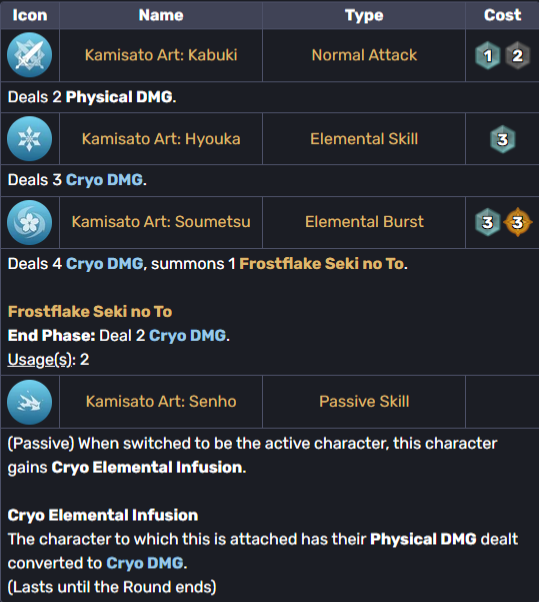 Icon Name Type Cost
Kamisato Art: Kabuki Normal Attack 1 2
Deals 2 Physical DMG.
Kamisato Art: Hyouka Elemental Skill 3
Deals 3 Cryo DMG.
Kamisato Art: Soumetsu Elemental Burst 3 3
Deals 4 Cryo DMG, summons 1 Frostflake Seki no To.
Frostflake Seki no To
End Phase: Deal 2 Cryo DMG.
Usage(s): 2
Kamisato Art: Senho Passive Skill
(Passive) When switched to be the active character, this character
gains Cryo Elemental Infusion.
Cryo Elemental Infusion
The character to which this is attached has their Physical DMG dealt
converted to Cryo DMG.
(Lasts until the Round ends)